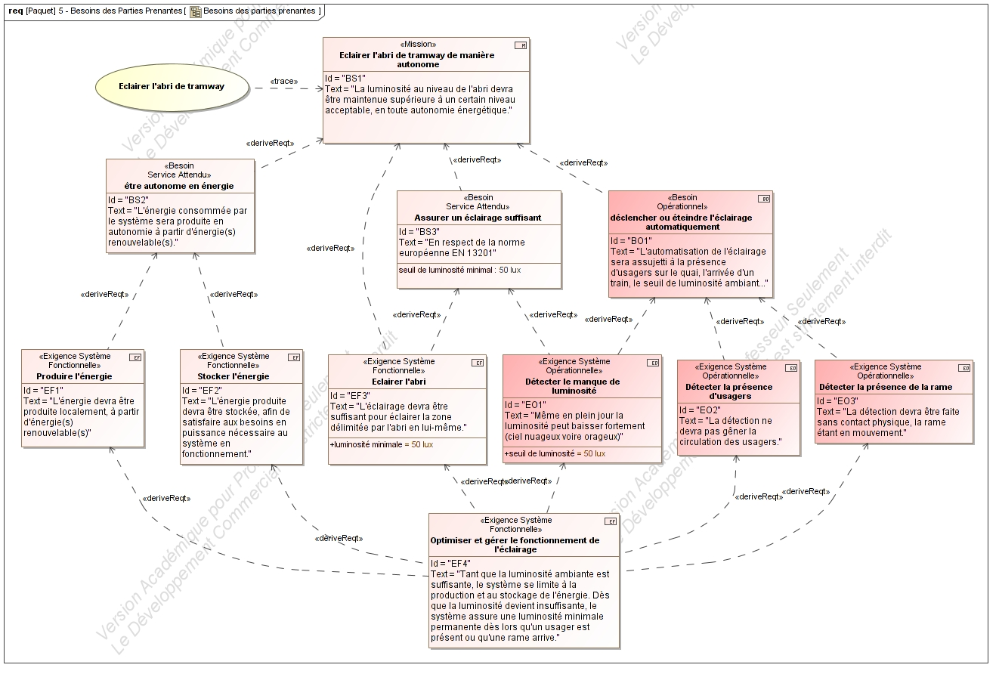 req [Paquet] 5 - Besoins des Parties Prenantes [ Besoins des parties prenantes ]
«Mission»
M
Eclairer l'abri de tramway de manière
autonome
Id = "BS1"
Text = "La luminosité au niveau de l'abri devra
être maintenue supérieure à un certain niveau
acceptable, en toute autonomie énergétique."
Eclairer l'abri de tramway
«trace»
«deriveReqt»
«deriveReqt»
«deriveReqt»
«deriveReqt»
«Besoin
Service Attendu»
être autonome en énergie
Id = "BS2"
Text = "L'énergie consommée par
le système sera produite en
autonomie à partir d'énergie(s)
renouvelable(s)."
«Besoin
Service Attendu»
Assurer un éclairage suffisant
Id = "BS3"
Text = "En respect de la norme
européenne EN 13201"
seuil de luminosité minimal : 50 lux
«Besoin
Opérationnel»
BO
déclencher ou éteindre l'éclairage
automatiquement
Id = "BO1"
Text = "L'automatisation de l'éclairage
sera assujetti à la présence
d'usagers sur le quai, l'arrivée d'un
train, le seuil de luminosité ambiant..."
«deriveReqt»
«deriveReqt»
«deriveReqt»
«deriveReqt»
«deriveReqt»
«deriveReqt»
«deriveReqt»
«Exigence Système
Fonctionnelle»
EF
Produire l'énergie
Id = "EF1"
Text = "L'énergie devra être
produite localement, à partir
d'énergie(s)
renouvelable(s)"
«Exigence Système
Fonctionnelle»
EF
Stocker l'énergie
Id = "EF2"
Text = "L'énergie produite
devra être stockée, afin de
satisfaire aux besoins en
puissance nécessaire au
système en
fonctionnement."
«Exigence Système
Fonctionnelle»
EF
Eclairer l'abri
Id = "EF3"
Text = "L'éclairage devra être
suffisant pour éclairer la zone
délimitée par l'abri en lui-même."
+luminosité minimale = 50 lux
«Exigence Système
Opérationnelle»
EO
Détecter le manque de
luminosité
Id = "EO1"
Text = "Même en plein jour la
luminosité peut baisser fortement
(ciel nuageux voire orageux)"
+seuil de luminosité = 50 lux
«Exigence Système
Opérationnelle»
EO
Détecter la présence
d'usagers
Id = "EO2"
Text = "La détection ne
devra pas gêner la
circulation des usagers."
«Exigence Système
Opérationnelle»
EO
Détecter la présence de la rame
Id = "EO3"
Text = "La détection devra être faite
sans contact physique, la rame
étant en mouvement."
«deriveReqt»
«deriveReqt»
«deriveReqt»
«deriveReqt»
«deriveReqt»
«deriveReqt»
«Exigence Système
Fonctionnelle»
EF
Optimiser et gérer le fonctionnement de
l'éclairage
Id = "EF4"
Text = "Tant que la luminosité ambiante est
suffisante, le système se limite à la
production et au stockage de l'énergie. Dès
que la luminosité devient insuffisante, le
système assure une luminosité minimale
permanente dès lors qu'un usager est
présent ou qu'une rame arrive."